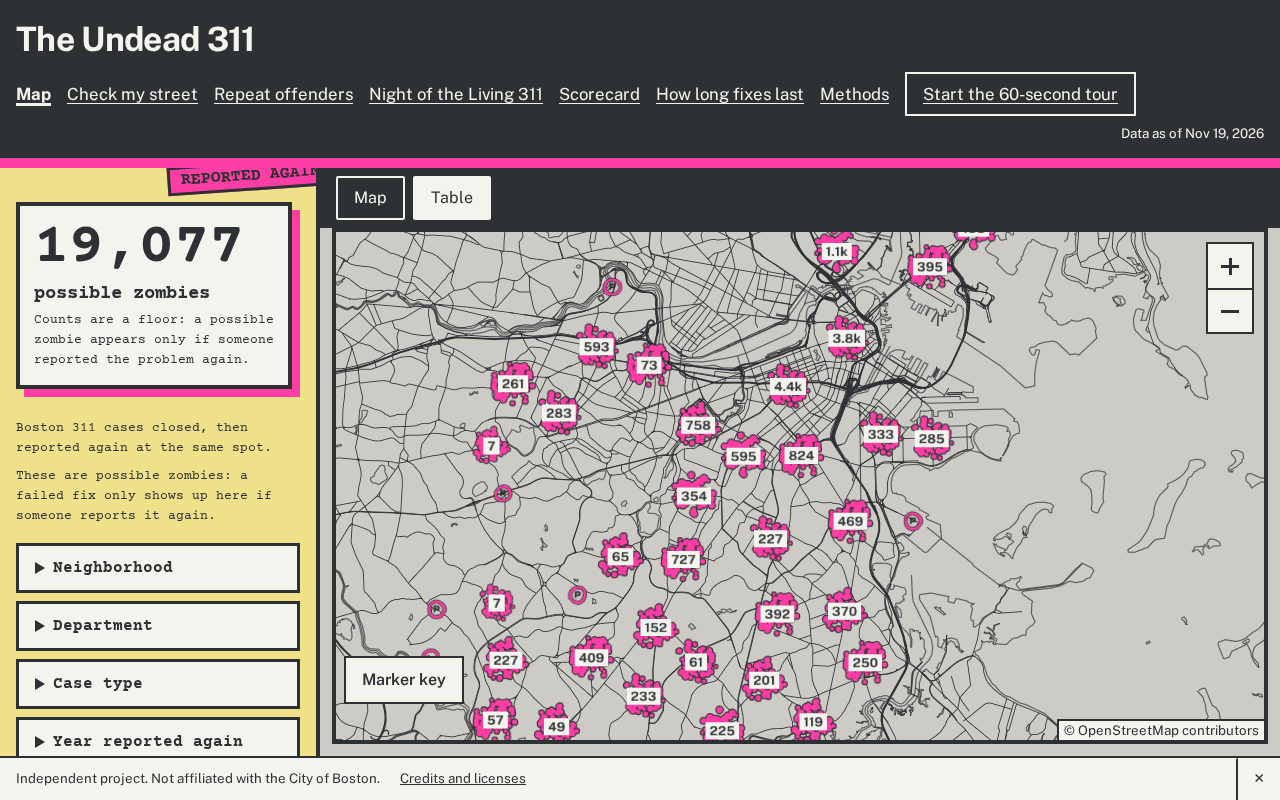 The Undead 311
Map Check my street Repeat offenders Night of the Living 311 Scorecard How long fixes last Methods Start the 60-second tour
Data as of Nov 19, 2026
REPORTED AGAIN
19,077
possible zombies
Counts are a floor: a possible
zombie appears only if someone
reported the problem again.
Boston 311 cases closed, then
reported again at the same spot.
These are possible zombies: a
failed fix only shows up here if
someone reports it again.
Neighborhood
Department
Case type
Year reported again
Map Table
1.1k
395
P
593
3.8k
73
261
4.4k
283
758
333
285
7
595
824
P
354
469
P
227
65
727
P
7
P
392
370
152
227
409
61
250
201
233
57
49
225
119
+
−
Marker key
© OpenStreetMap contributors
Independent project. Not affiliated with the City of Boston. Credits and licenses ×